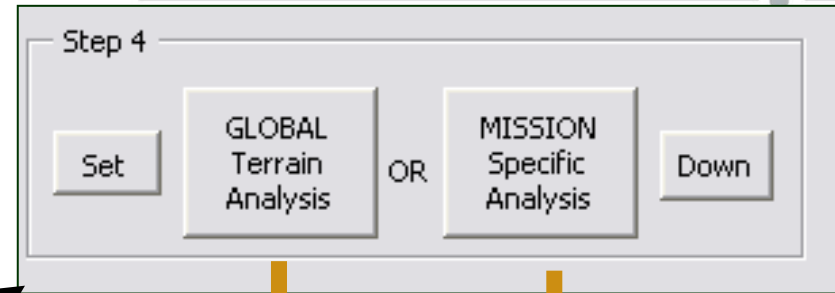 Step 4
Set
GLOBAL
Terrain
Analysis
OR
MISSION
Specific
Analysis
Down